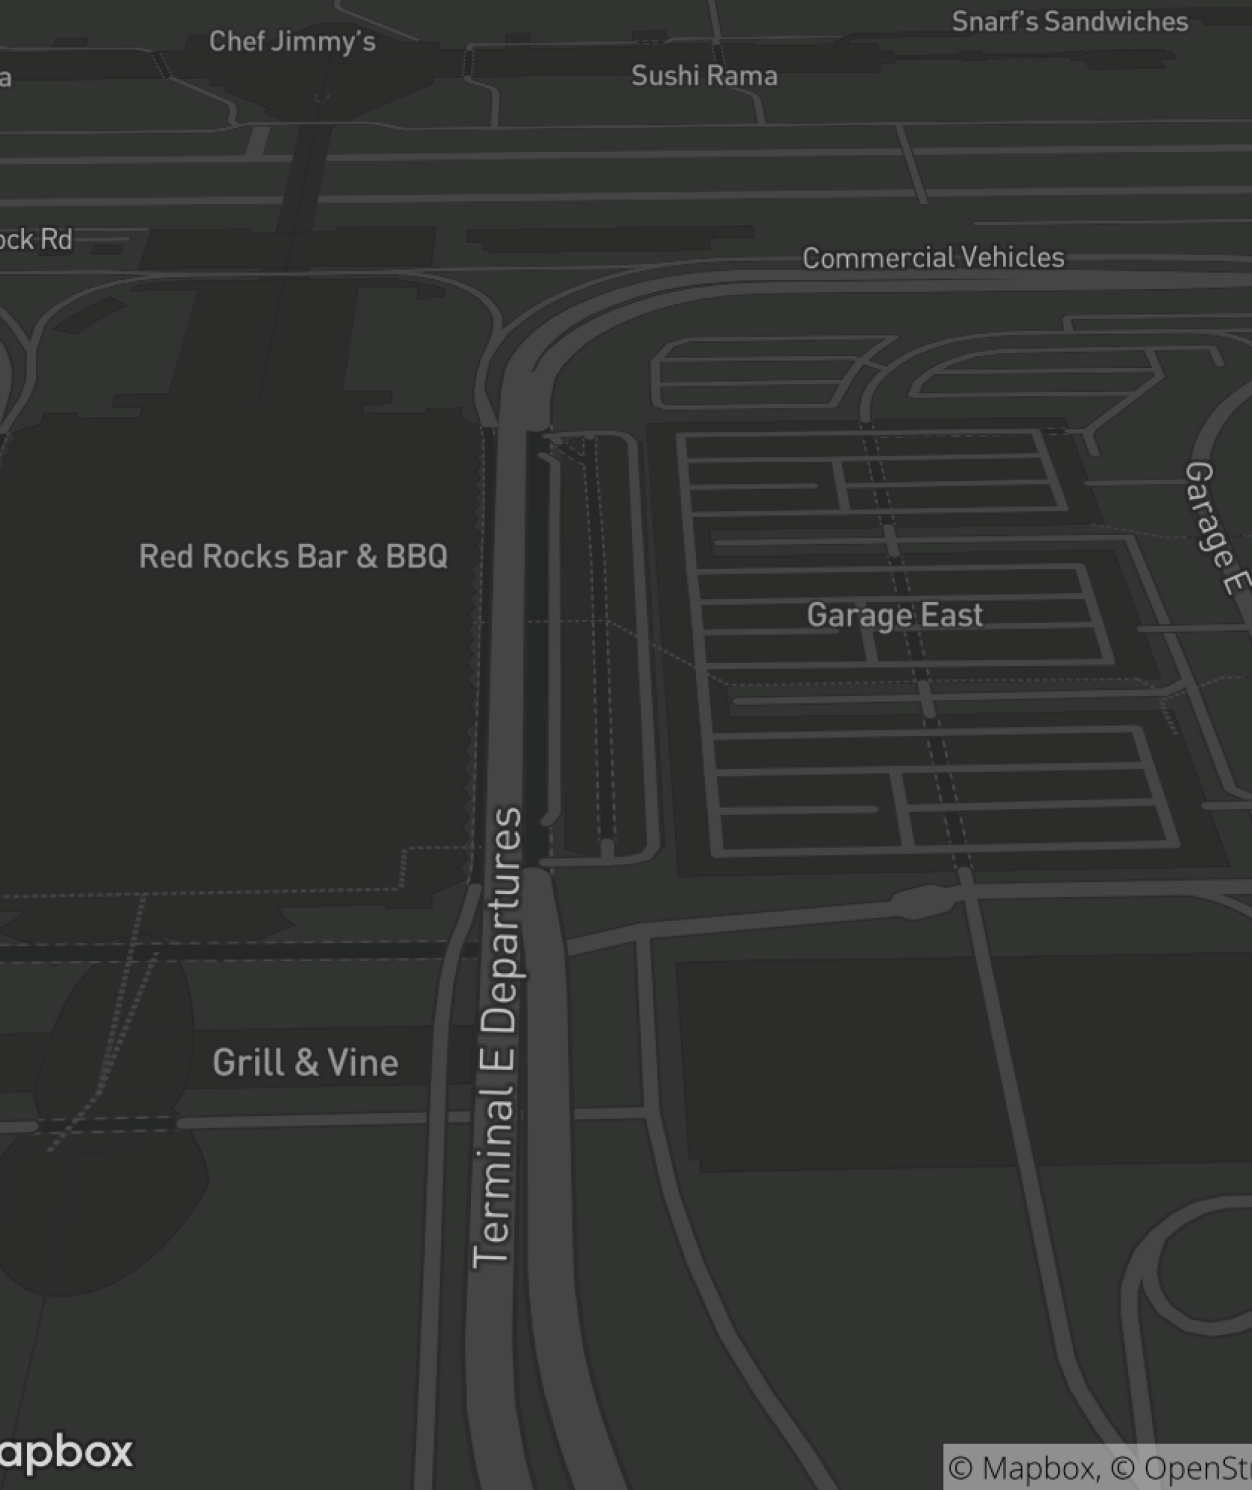 Snarf's Sandwiches
Chef Jimmy's
Sushi Rama
a
ock Rd
Commercial Vehicles
Garage E
Red Rocks Bar & BBQ
Garage East
Terminal E Departures
Grill & Vine
apbox
© Mapbox, © OpenStr